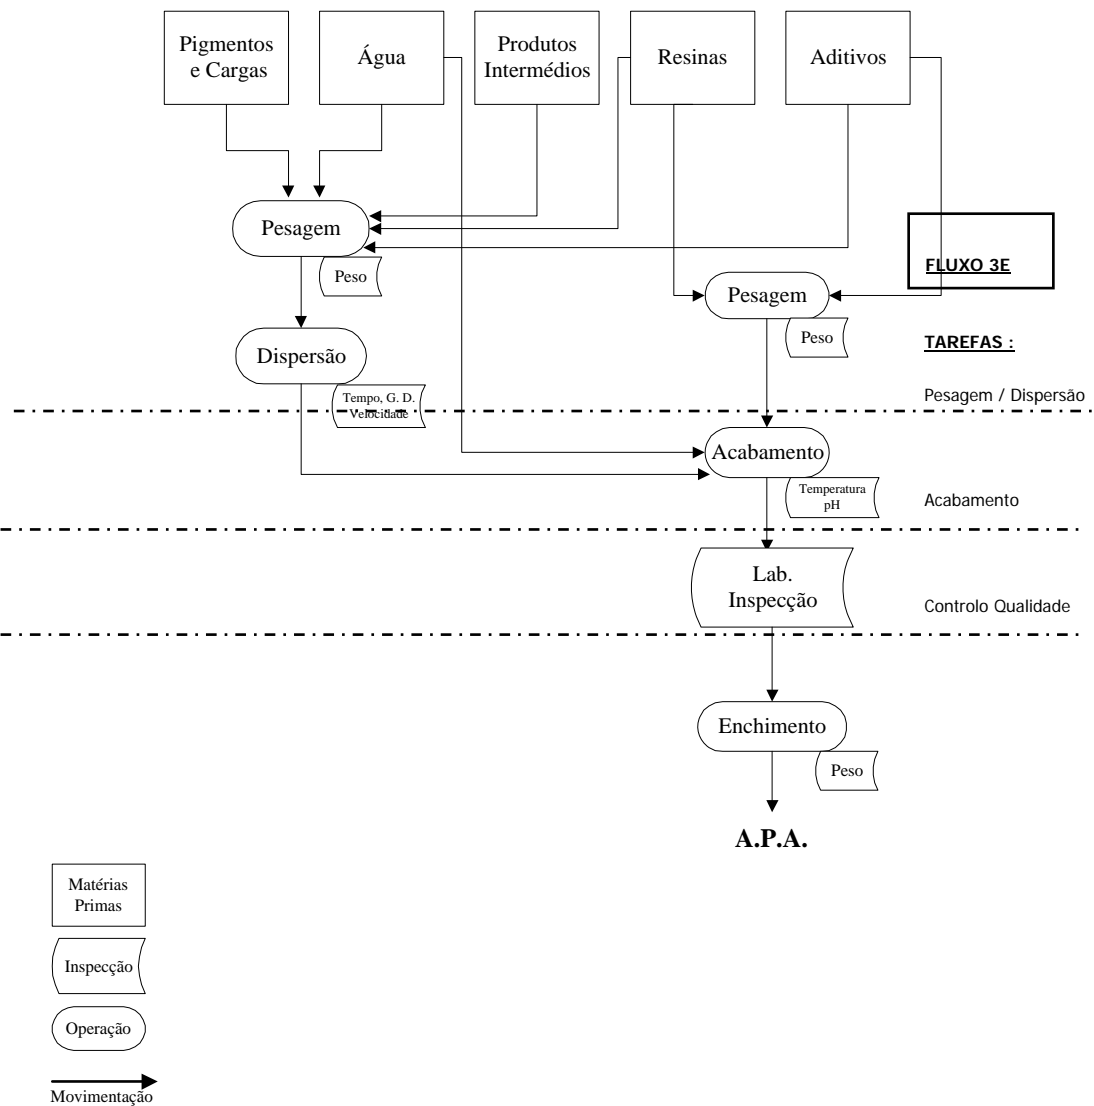 Pigmentos
e Cargas
Água
Produtos
Intermédios
Resinas
Aditivos
Pesagem
Peso
FLUXO 3E
Pesagem
Peso
TAREFAS :
Dispersão
Tempo, G. D.
Velocidade
Pesagem / Dispersão
Acabamento
Temperatura
pH
Acabamento
Lab.
Inspecção
Controlo Qualidade
Enchimento
Peso
A.P.A.
Matérias
Primas
Inspecção
Operação
Movimentação